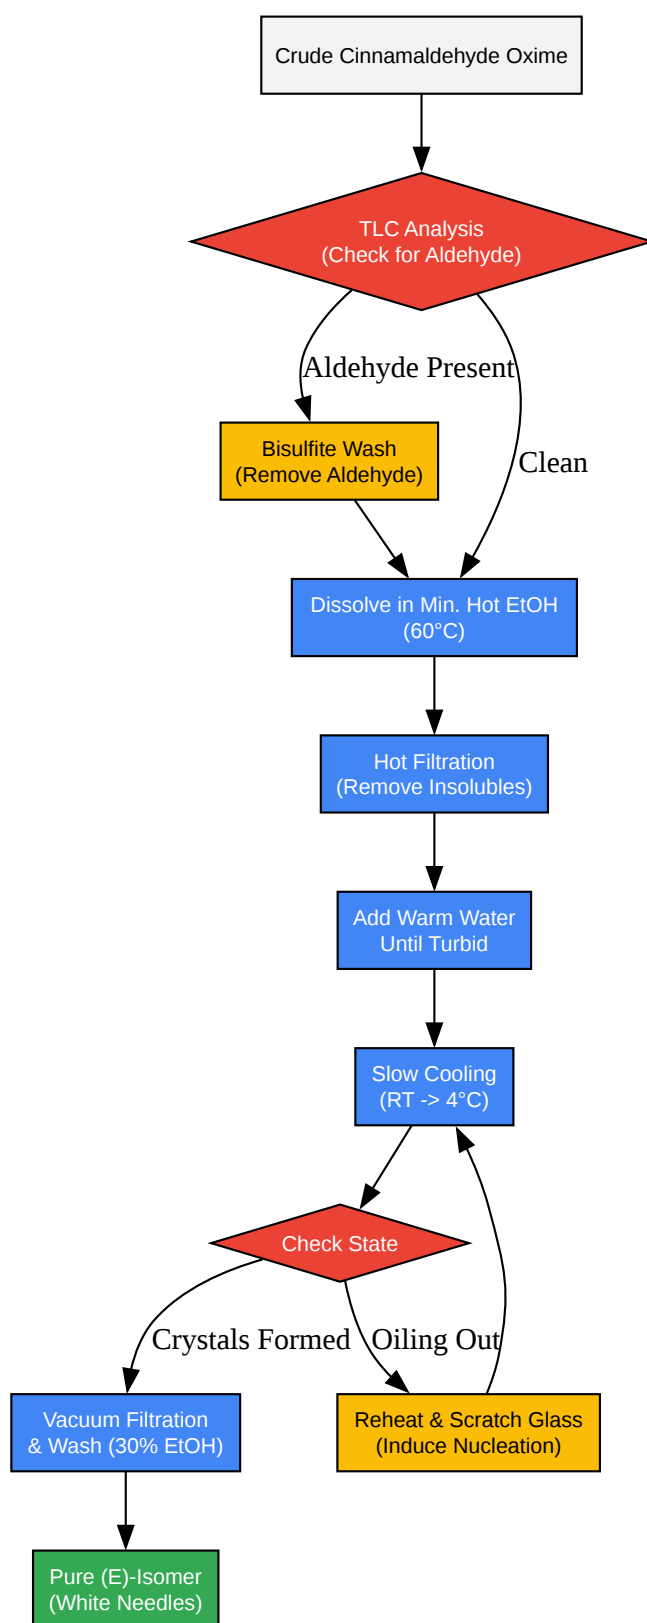 Crude Cinnamaldehyde Oxime
TLC Analysis
(Check for Aldehyde)
Aldehyde Present
Bisulfite Wash
(Remove Aldehyde)
Clean
Dissolve in Min. Hot EtOH
(60°C)
Hot Filtration
(Remove Insolubles)
Add Warm Water
Until Turbid
Slow Cooling
(RT -> 4°C)
Check State
Crystals Formed
Oiling Out
Vacuum Filtration
& Wash (30% EtOH)
Reheat & Scratch Glass
(Induce Nucleation)
Pure (E)-Isomer
(White Needles)